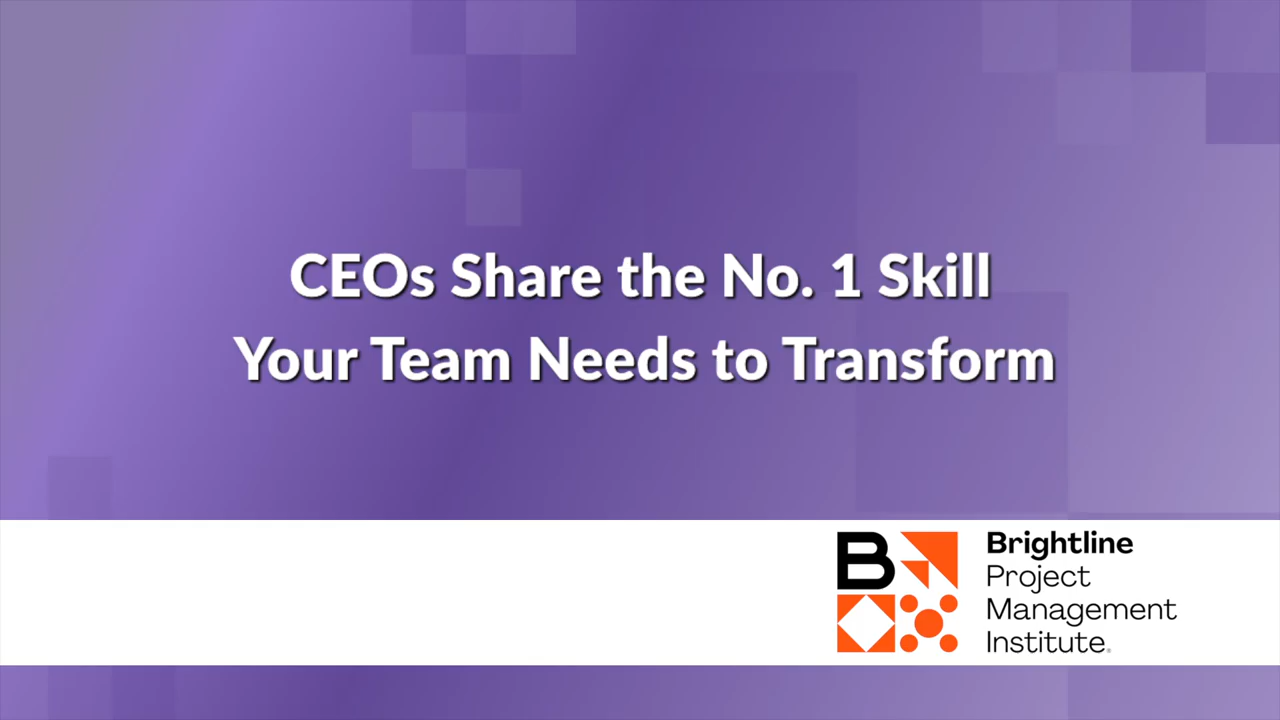 CEOs Share the No. 1 Skill
Your Team Needs to Transform
B
Brightline
Project
Management
Institute®